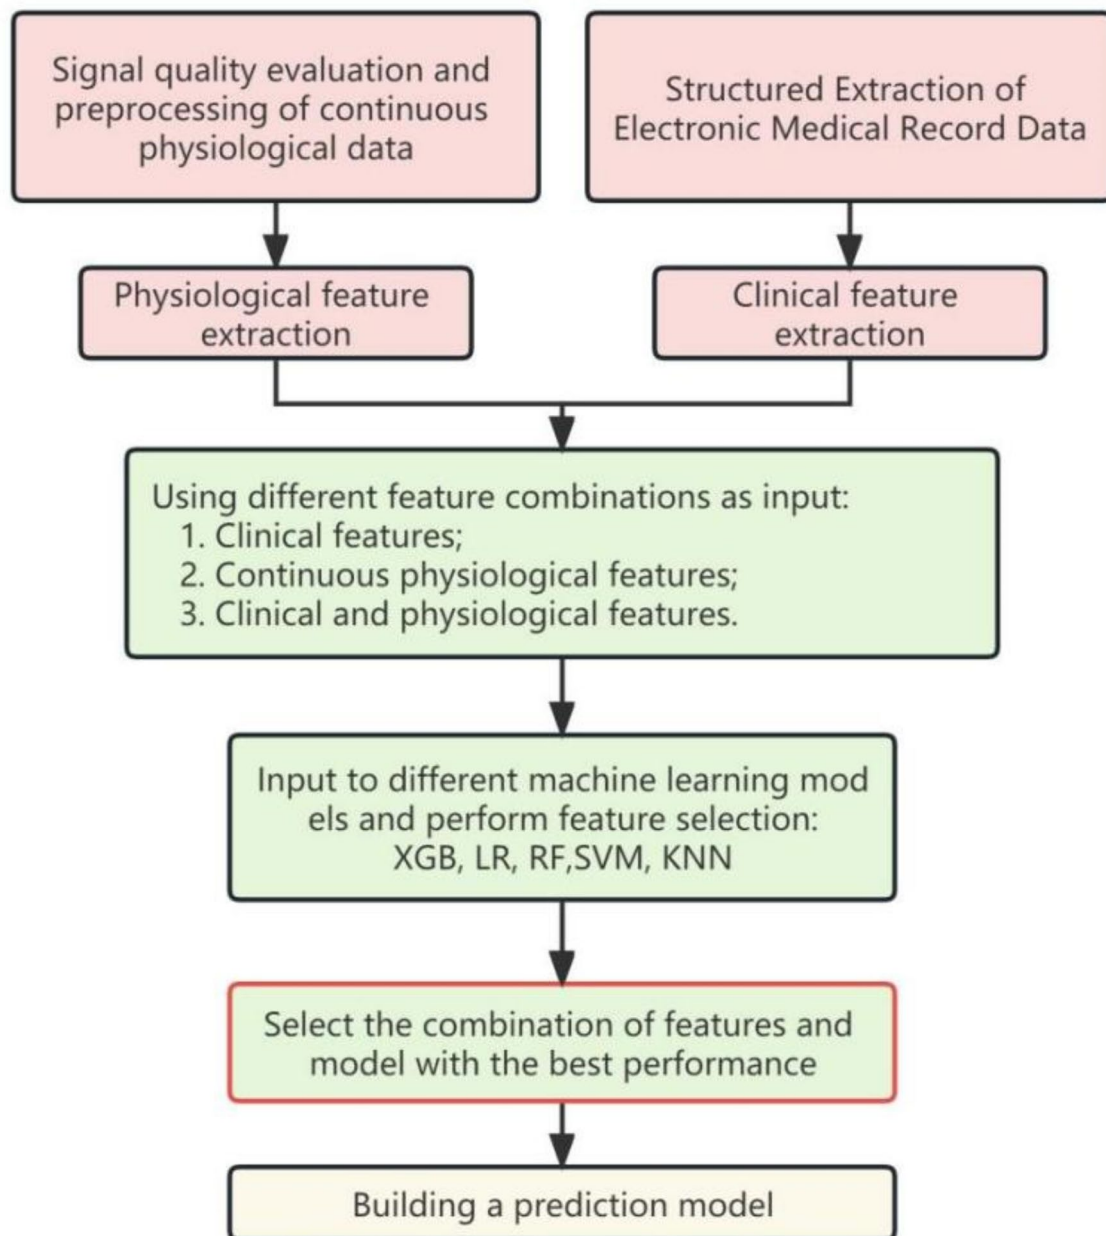 Signal quality evaluation and
preprocessing of continuous
physiological data
Structured Extraction of
Electronic Medical Record Data
Physiological feature
extraction
Clinical feature
extraction
Using different feature combinations as input:
1. Clinical features;
2. Continuous physiological features;
3. Clinical and physiological features.
Input to different machine learning mod
els and perform feature selection:
XGB, LR, RF,SVM, KNN
Select the combination of features and
model with the best performance
Building a prediction model